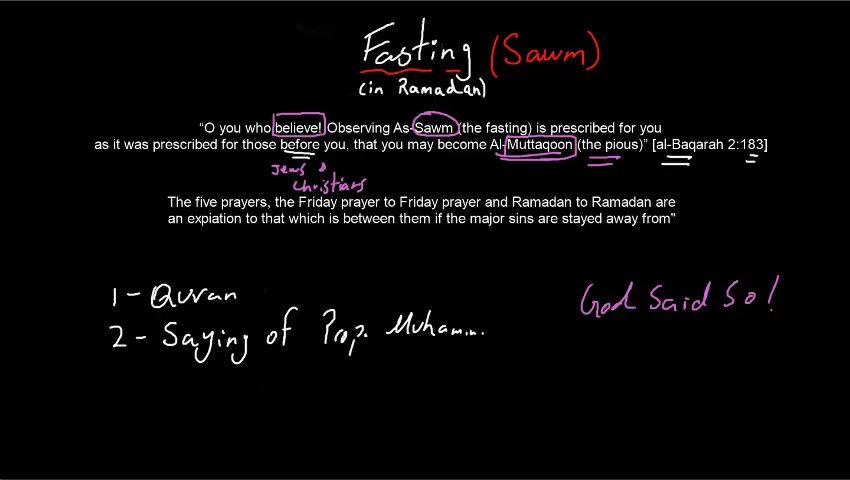 Fasting (Sawm)
(in Ramadan)
“O you who believe! Observing As-Sawm (the fasting) is prescribed for you
as it was prescribed for those before you, that you may become Al-Muttaqoon (the pious)” [al-Baqarah 2:183]
Jews &
Christians
The five prayers, the Friday prayer to Friday prayer and Ramadan to Ramadan are
an expiation to that which is between them if the major sins are stayed away from"
1 - Quran
God Said So!
2 - Saying of Prop. Muhamm.